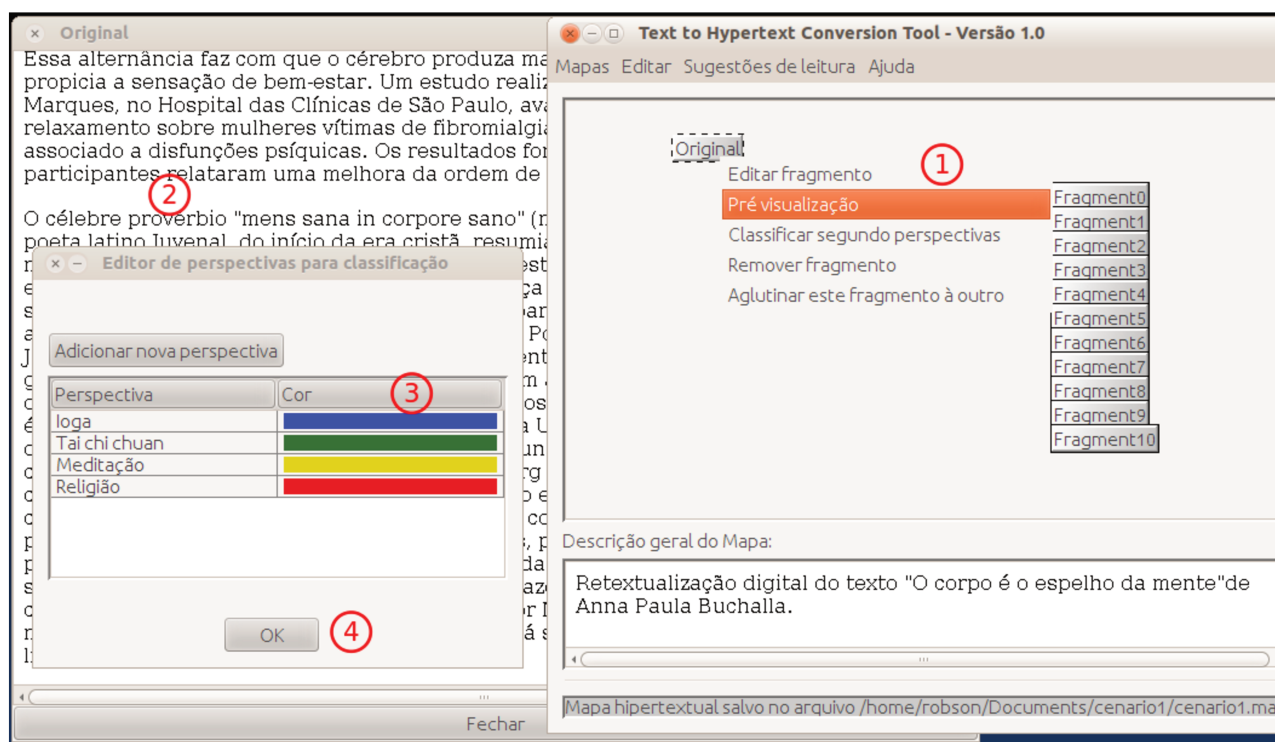 Original
Essa alternância faz com que o cérebro produza
propicia a sensação de bem-estar. Um estudo
Marques, no Hospital das Clínicas de São Paulo,
relaxamento sobre mulheres vítimas de
associado a disfunções psíquicas. Os resultados
participantes relataram uma melhora da ordem de
2
O célebre provérbio "mens sana in corpore sano"
poeta latino Juvenal, do início da era cristã,
Editor de perspectivas para classificação
Adicionar nova perspectiva
Perspectiva Cor 3
Ioga
Tai chi chuan
Meditação
Religião
OK 4
Fechar
Text to Hypertext Conversion Tool - Versão 1.0
Mapas Editar Sugestões de leitura Ajuda
Original
1
Editar fragmento
Pré visualização
Classificar segundo perspectivas
Remover fragmento
Aglutinar este fragmento à outro
Fragment0
Fragment1
Fragment2
Fragment3
Fragment4
Fragment5
Fragment6
Fragment7
Fragment8
Fragment9
Fragment10
Descrição geral do Mapa:
Retextualização digital do texto "O corpo é o espelho da mente"de
Anna Paula Buchalla.
Mapa hipertextual salvo no arquivo /home/robson/Documents/cenario1/cenario1.ma